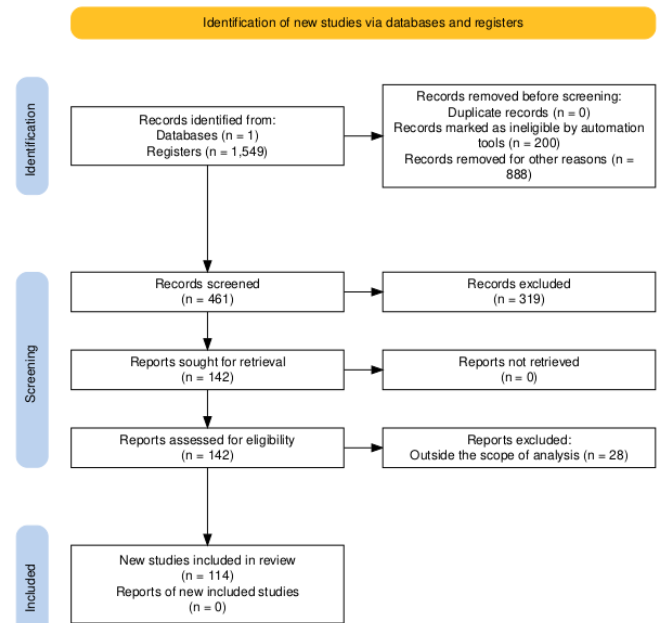 Identification of new studies via databases and registers
Identification
Records identified from:
Databases (n = 1)
Registers (n = 1,549)
Records removed before screening:
Duplicate records (n = 0)
Records marked as ineligible by automation
tools (n = 200)
Records removed for other reasons (n =
888)
Screening
Records screened
(n = 461)
Records excluded
(n = 319)
Reports sought for retrieval
(n = 142)
Reports not retrieved
(n = 0)
Reports assessed for eligibility
(n = 142)
Reports excluded:
Outside the scope of analysis (n = 28)
Included
New studies included in review
(n = 114)
Reports of new included studies
(n = 0)